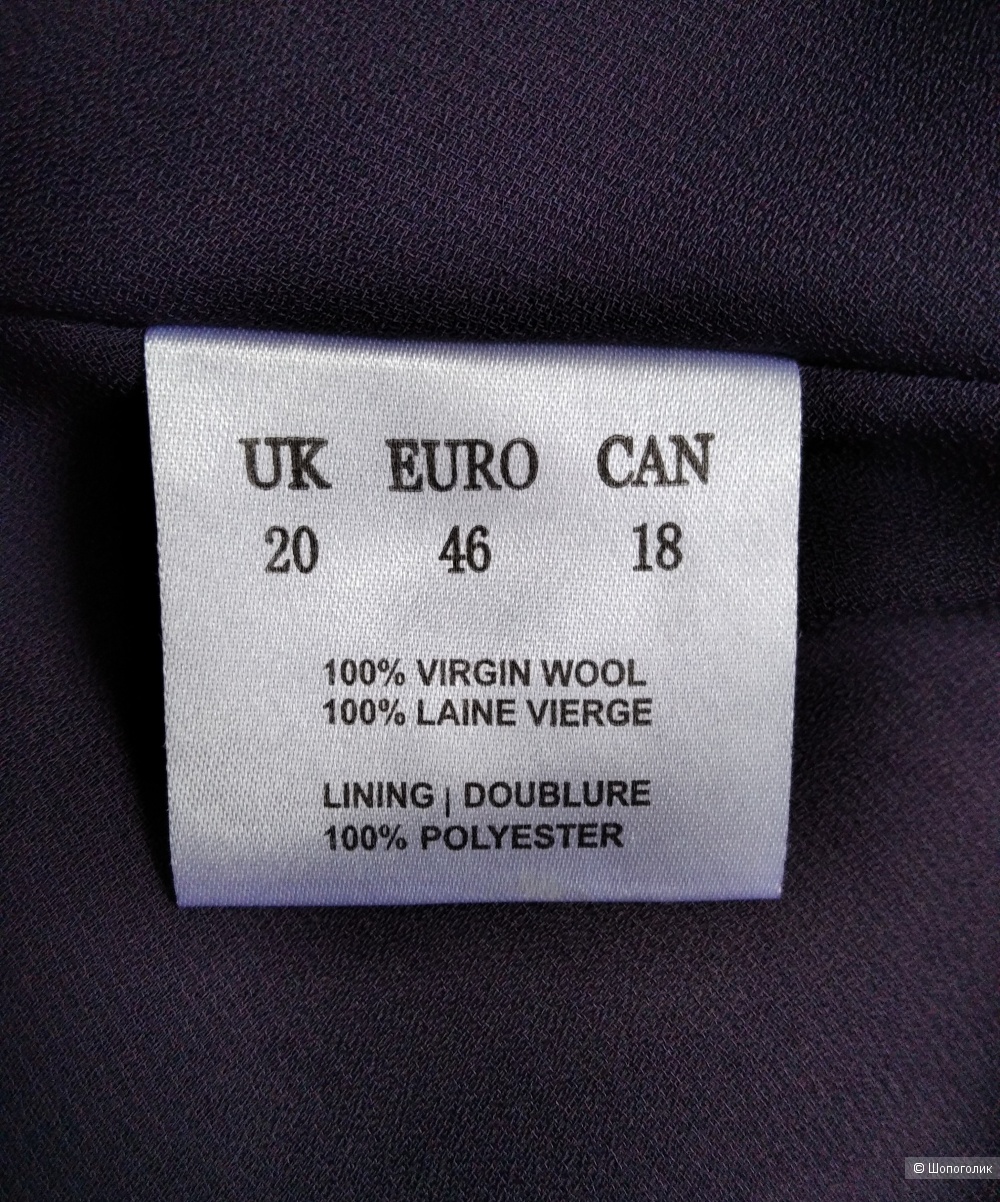 UK EURO CAN
20 46 18
100% VIRGIN WOOL
100% LAINE VIERGE
LINING | DOUBLURE
100% POLYESTER
© Шопоголик